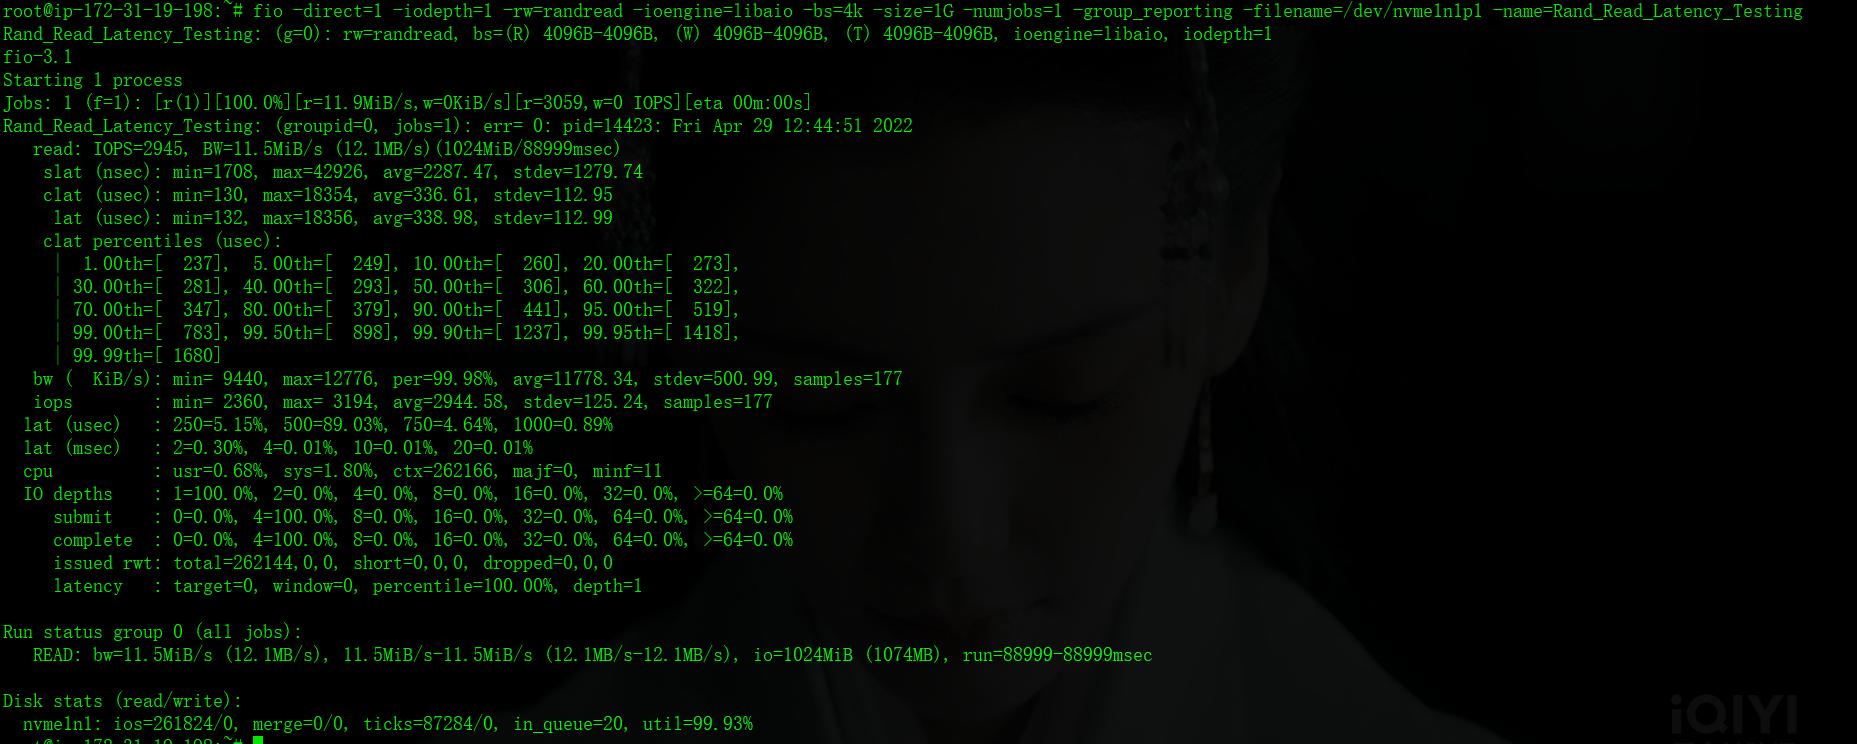 root@ip-172-31-19-198:~# fio -direct=1 -iodepth=1 -rw=randread -ioengine=libaio -bs=4k -size=1G -numjobs=1 -group_reporting -filename=/dev/nvme1n1p1 -name=Rand_Read_Latency_Testing
Rand_Read_Latency_Testing: (g=0): rw=randread, bs=(R) 4096B-4096B, (W) 4096B-4096B, (T) 4096B-4096B, ioengine=libaio, iodepth=1
fio-3.1
Starting 1 process
Jobs: 1 (f=1): [r(1)][100.0%][r=11.9MiB/s,w=0KiB/s][r=3059,w=0 IOPS][eta 00m:00s]
Rand_Read_Latency_Testing: (groupid=0, jobs=1): err= 0: pid=14423: Fri Apr 29 12:44:51 2022
   read: IOPS=2945, BW=11.5MiB/s (12.1MB/s)(1024MiB/88999msec)
    slat (nsec): min=1708, max=42926, avg=2287.47, stdev=1279.74
    clat (usec): min=130, max=18354, avg=336.61, stdev=112.95
     lat (usec): min=132, max=18356, avg=338.98, stdev=112.99
    clat percentiles (usec):
     |  1.00th=[  237],  5.00th=[  249], 10.00th=[  260], 20.00th=[  273],
     | 30.00th=[  281], 40.00th=[  293], 50.00th=[  306], 60.00th=[  322],
     | 70.00th=[  347], 80.00th=[  379], 90.00th=[  441], 95.00th=[  519],
     | 99.00th=[  783], 99.50th=[  898], 99.90th=[ 1237], 99.95th=[ 1418],
     | 99.99th=[ 1680]
   bw (  KiB/s): min= 9440, max=12776, per=99.98%, avg=11778.34, stdev=500.99, samples=177
   iops        : min= 2360, max= 3194, avg=2944.58, stdev=125.24, samples=177
  lat (usec)   : 250=5.15%, 500=89.03%, 750=4.64%, 1000=0.89%
  lat (msec)   : 2=0.30%, 4=0.01%, 10=0.01%, 20=0.01%
  cpu          : usr=0.68%, sys=1.80%, ctx=262166, majf=0, minf=11
  IO depths    : 1=100.0%, 2=0.0%, 4=0.0%, 8=0.0%, 16=0.0%, 32=0.0%, >=64=0.0%
     submit    : 0=0.0%, 4=100.0%, 8=0.0%, 16=0.0%, 32=0.0%, 64=0.0%, >=64=0.0%
     complete  : 0=0.0%, 4=100.0%, 8=0.0%, 16=0.0%, 32=0.0%, 64=0.0%, >=64=0.0%
     issued rwt: total=262144,0,0, short=0,0,0, dropped=0,0,0
     latency   : target=0, window=0, percentile=100.00%, depth=1
Run status group 0 (all jobs):
   READ: bw=11.5MiB/s (12.1MB/s), 11.5MiB/s-11.5MiB/s (12.1MB/s-12.1MB/s), io=1024MiB (1074MB), run=88999-88999msec
Disk stats (read/write):
  nvme1n1: ios=261824/0, merge=0/0, ticks=87284/0, in_queue=20, util=99.93%
iQIYI